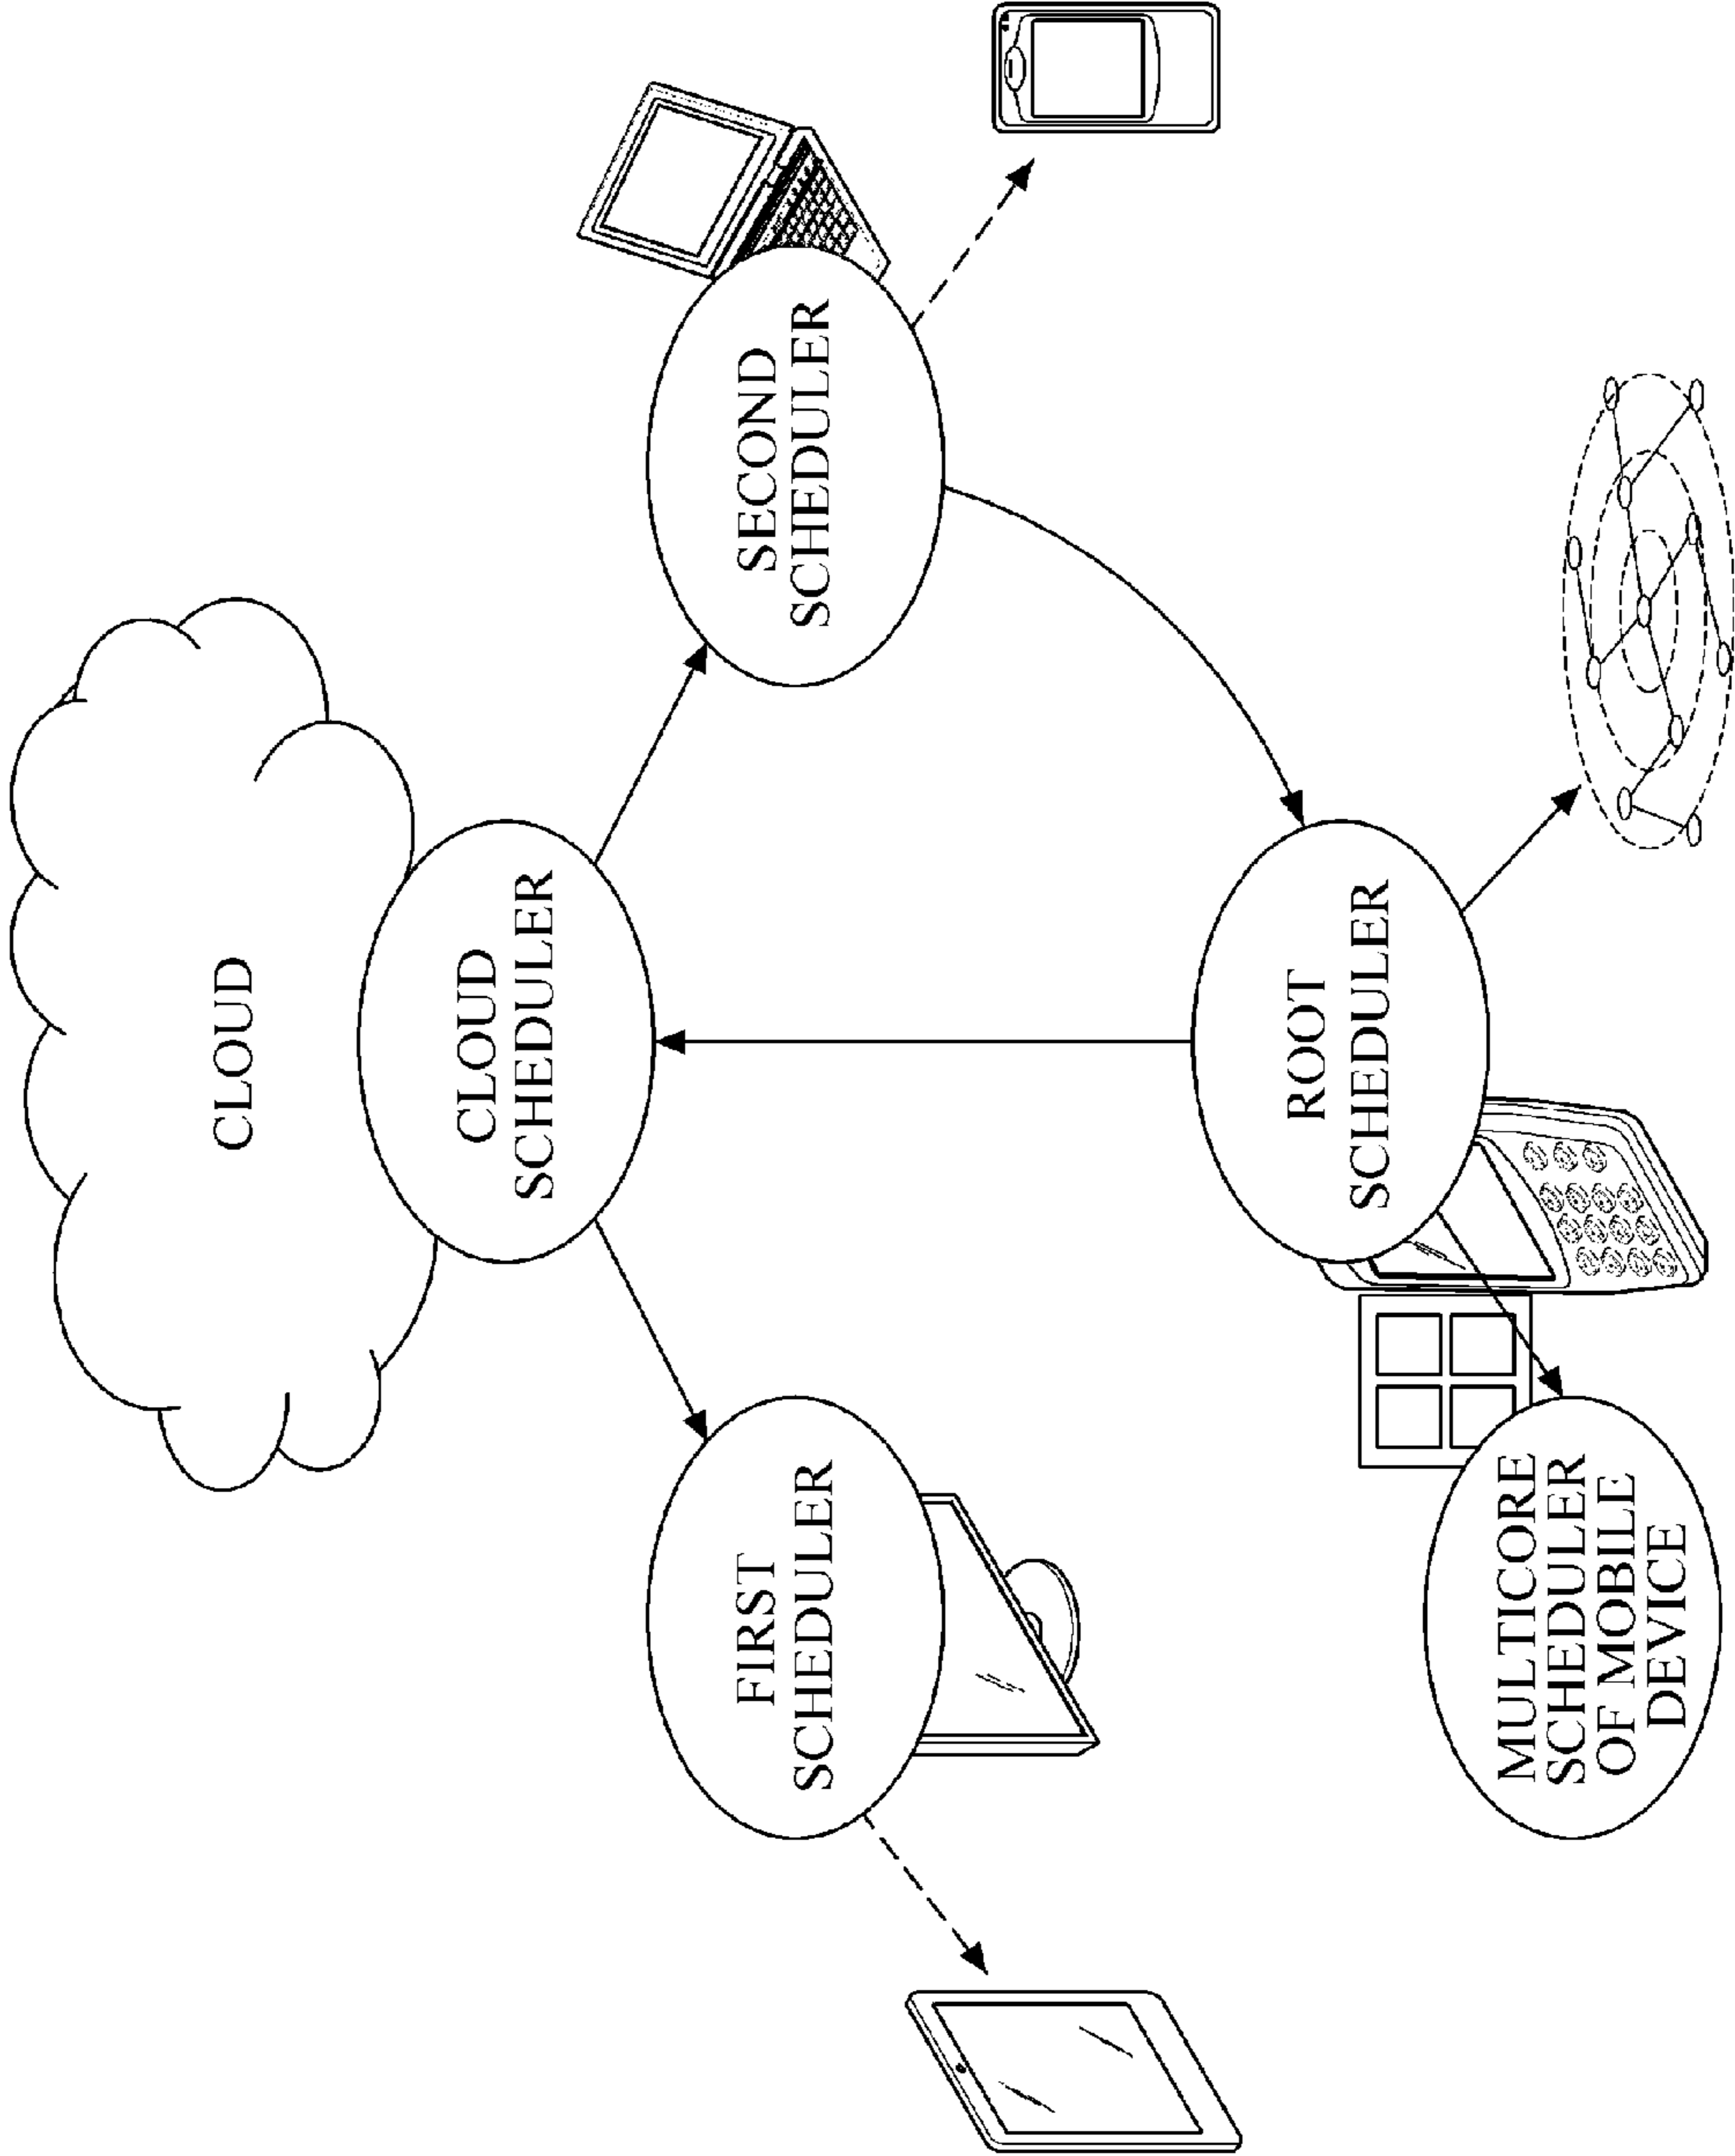 CLOUD
CLOUD
SCHEDULER
FIRST
SCHEDULER
SECOND
SCHEDULER
ROOT
SCHEDULER
MULTICORE
SCHEDULER
OF MOBILE
DEVICE